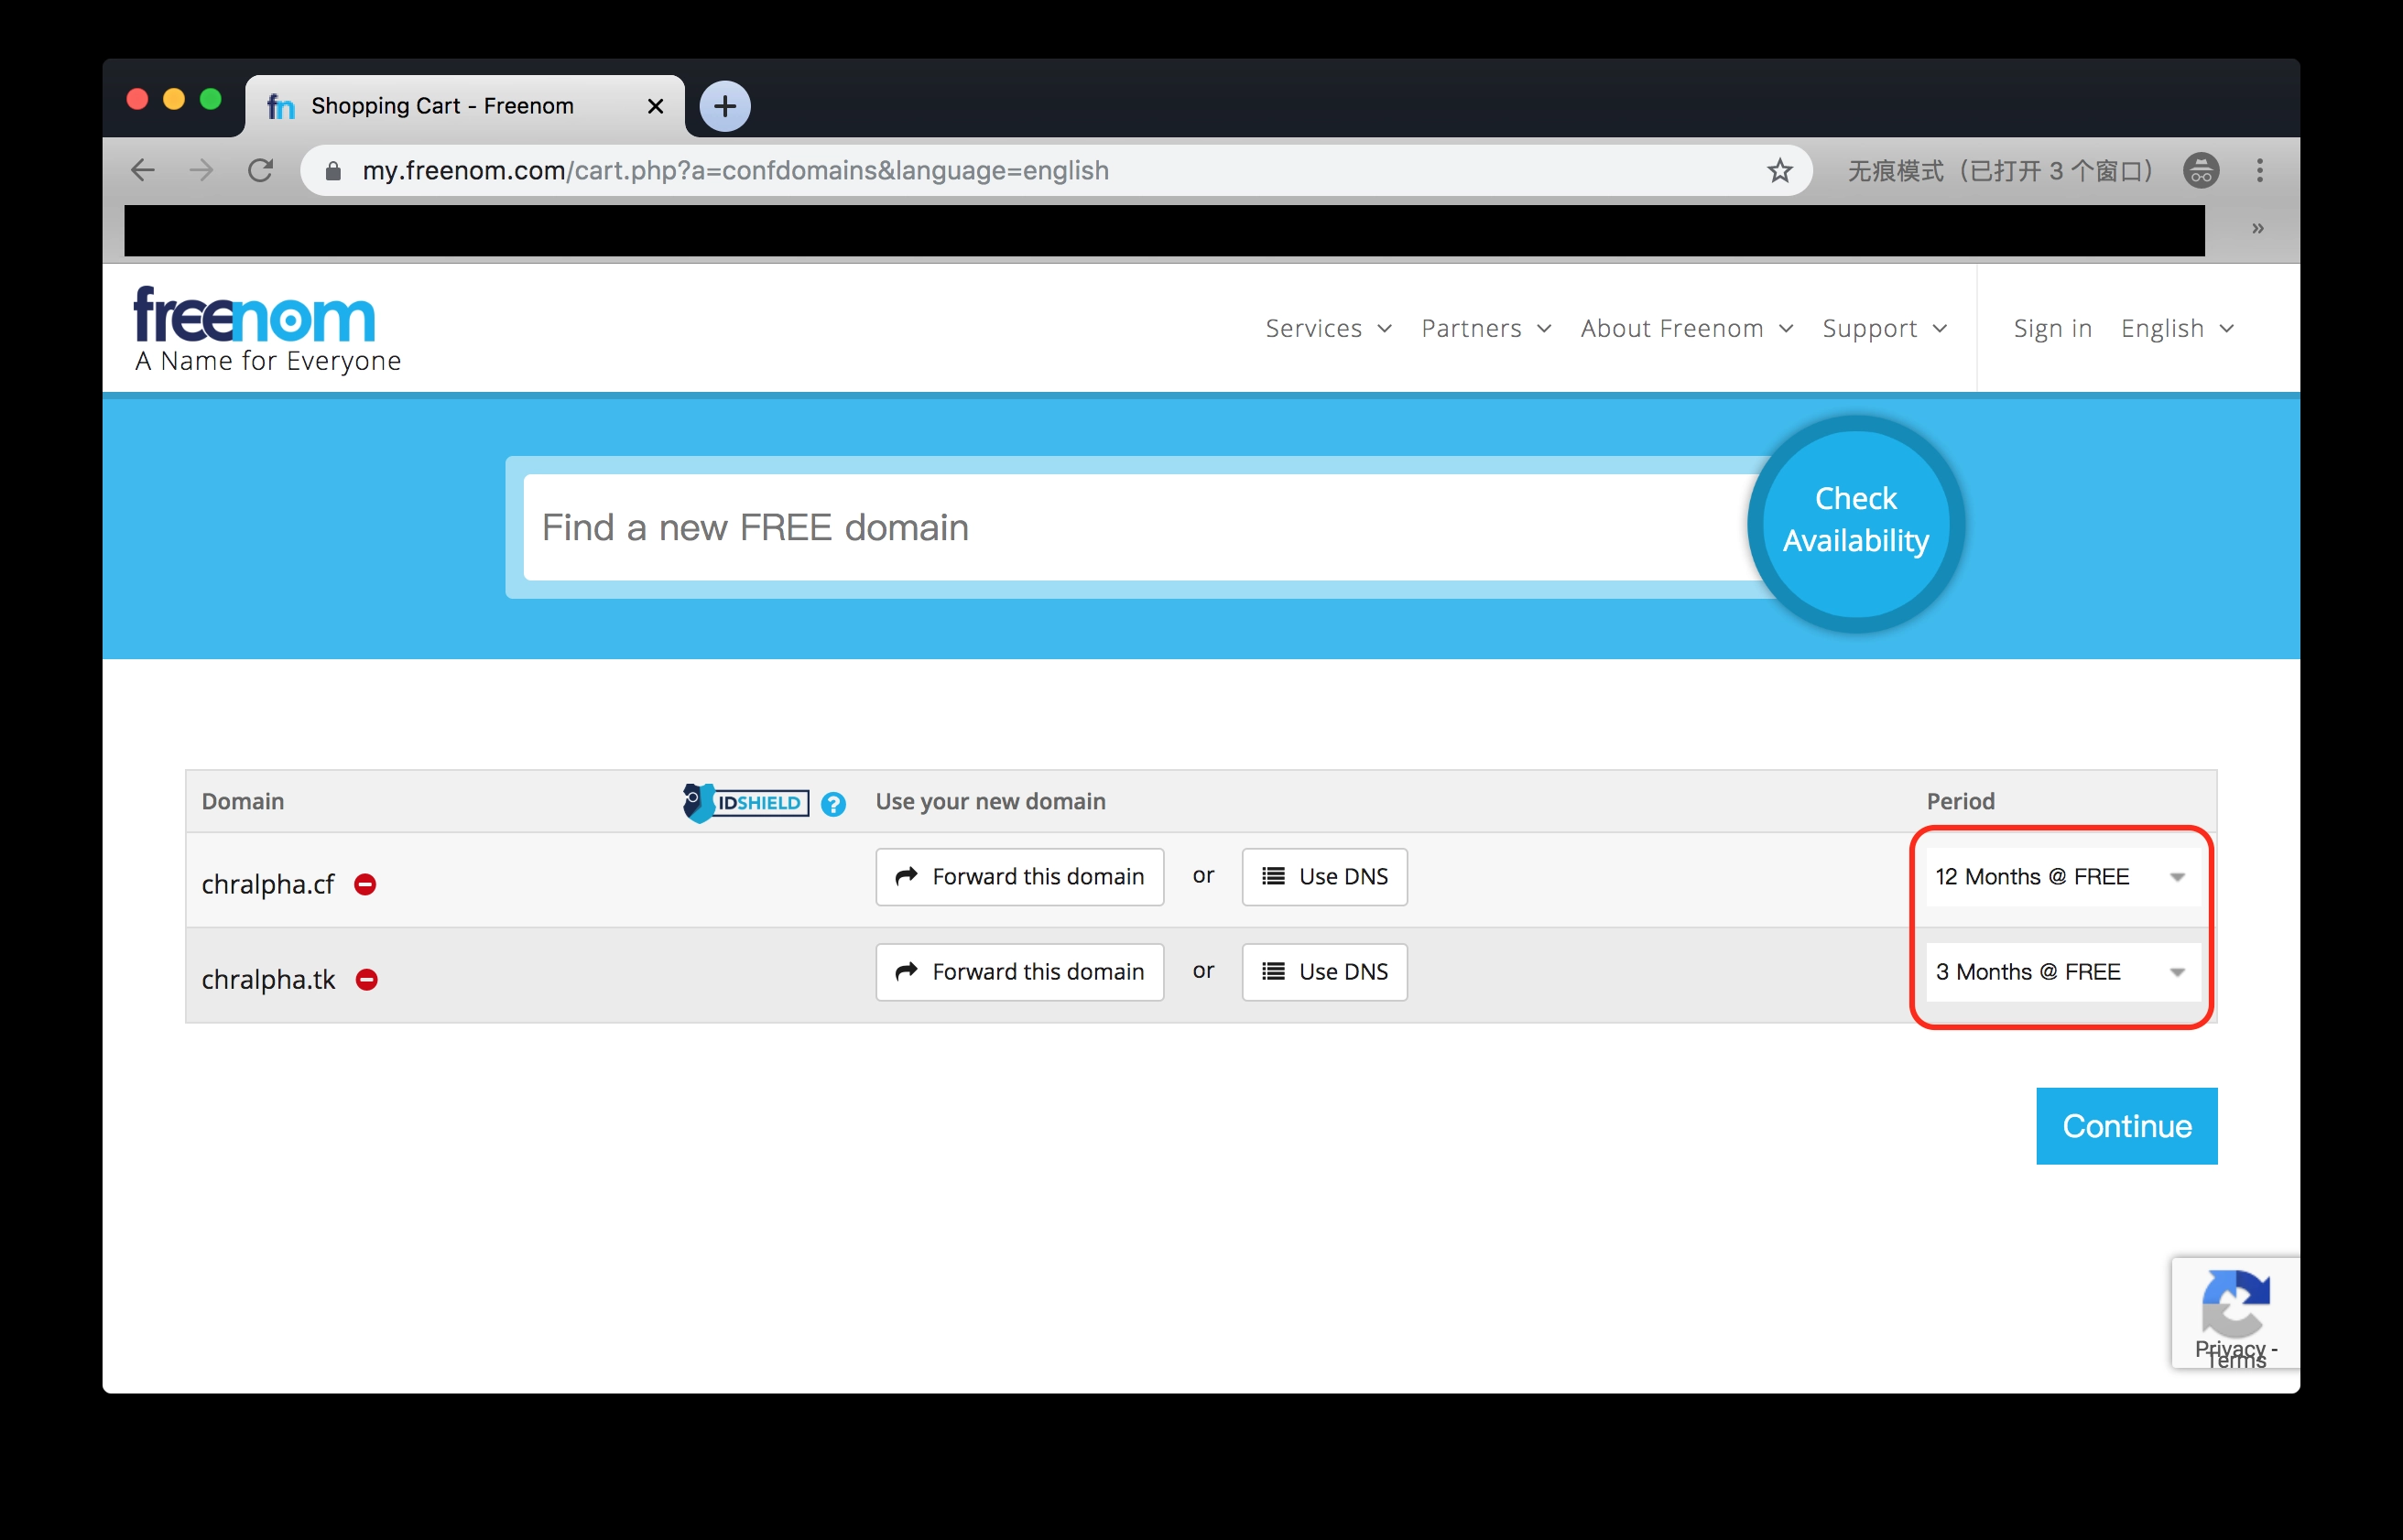 Shopping Cart - Freenom
my.freenom.com/cart.php?a=confdomains&language=english
无痕模式（已打开 3 个窗口）
freenom
A Name for Everyone
Services Partners About Freenom Support Sign in English
Find a new FREE domain
Check
Availability
Domain IDSHIELD ? Use your new domain Period
chralpha.cf Forward this domain or Use DNS 12 Months @ FREE
chralpha.tk Forward this domain or Use DNS 3 Months @ FREE
Continue
Privacy -
Terms